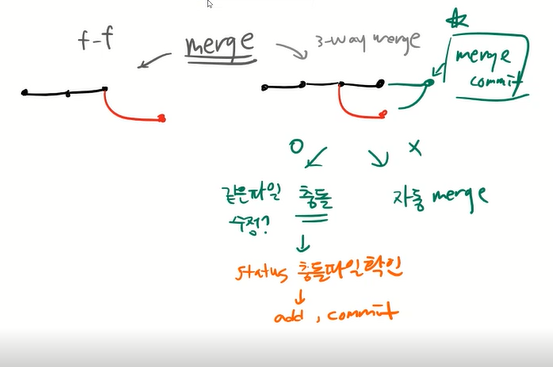 f-f
merge
3-way merge
merge
commit
O
X
같은파일
수정?
충돌
자동 merge
status 충돌파일확인
add, commit